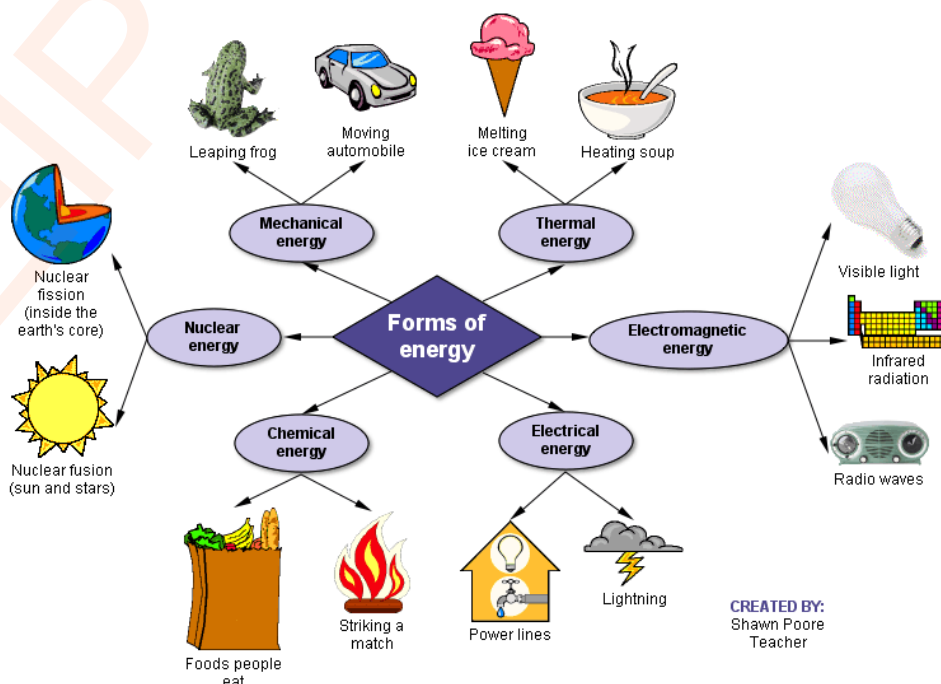 Leaping frog
Moving
automobile
Melting
ice cream
Heating soup
Mechanical
energy
Thermal
energy
Visible light
Nuclear
fission
(inside the
earth's core)
Nuclear
energy
Forms of
energy
Electromagnetic
energy
Infrared
radiation
Nuclear fusion
(sun and stars)
Chemical
energy
Electrical
energy
Radio waves
Foods people
eat
Striking a
match
Power lines
Lightning
CREATED BY:
Shawn Poore
Teacher